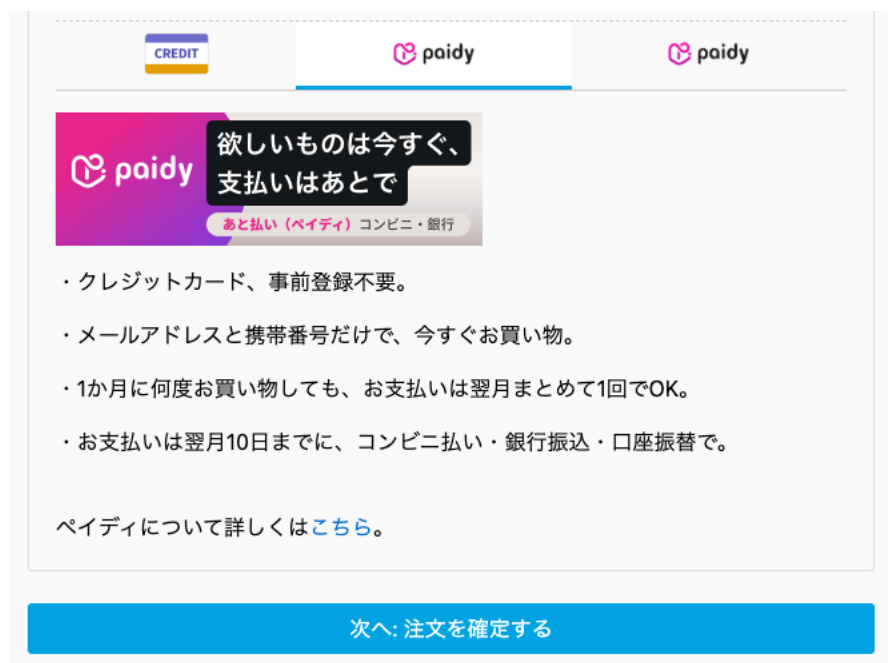 CREDIT
paidy
paidy
paidy
欲しいものは今すぐ、
支払いはあとで
あと払い（ペイディ）コンビニ・銀行
・クレジットカード、事前登録不要。
・メールアドレスと携帯番号だけで、今すぐお買い物。
・1か月に何度お買い物しても、お支払いは翌月まとめて1回でOK。
・お支払いは翌月10日までに、コンビニ払い・銀行振込・口座振替で。
ペイディについて詳しくはこちら。
次へ: 注文を確定する